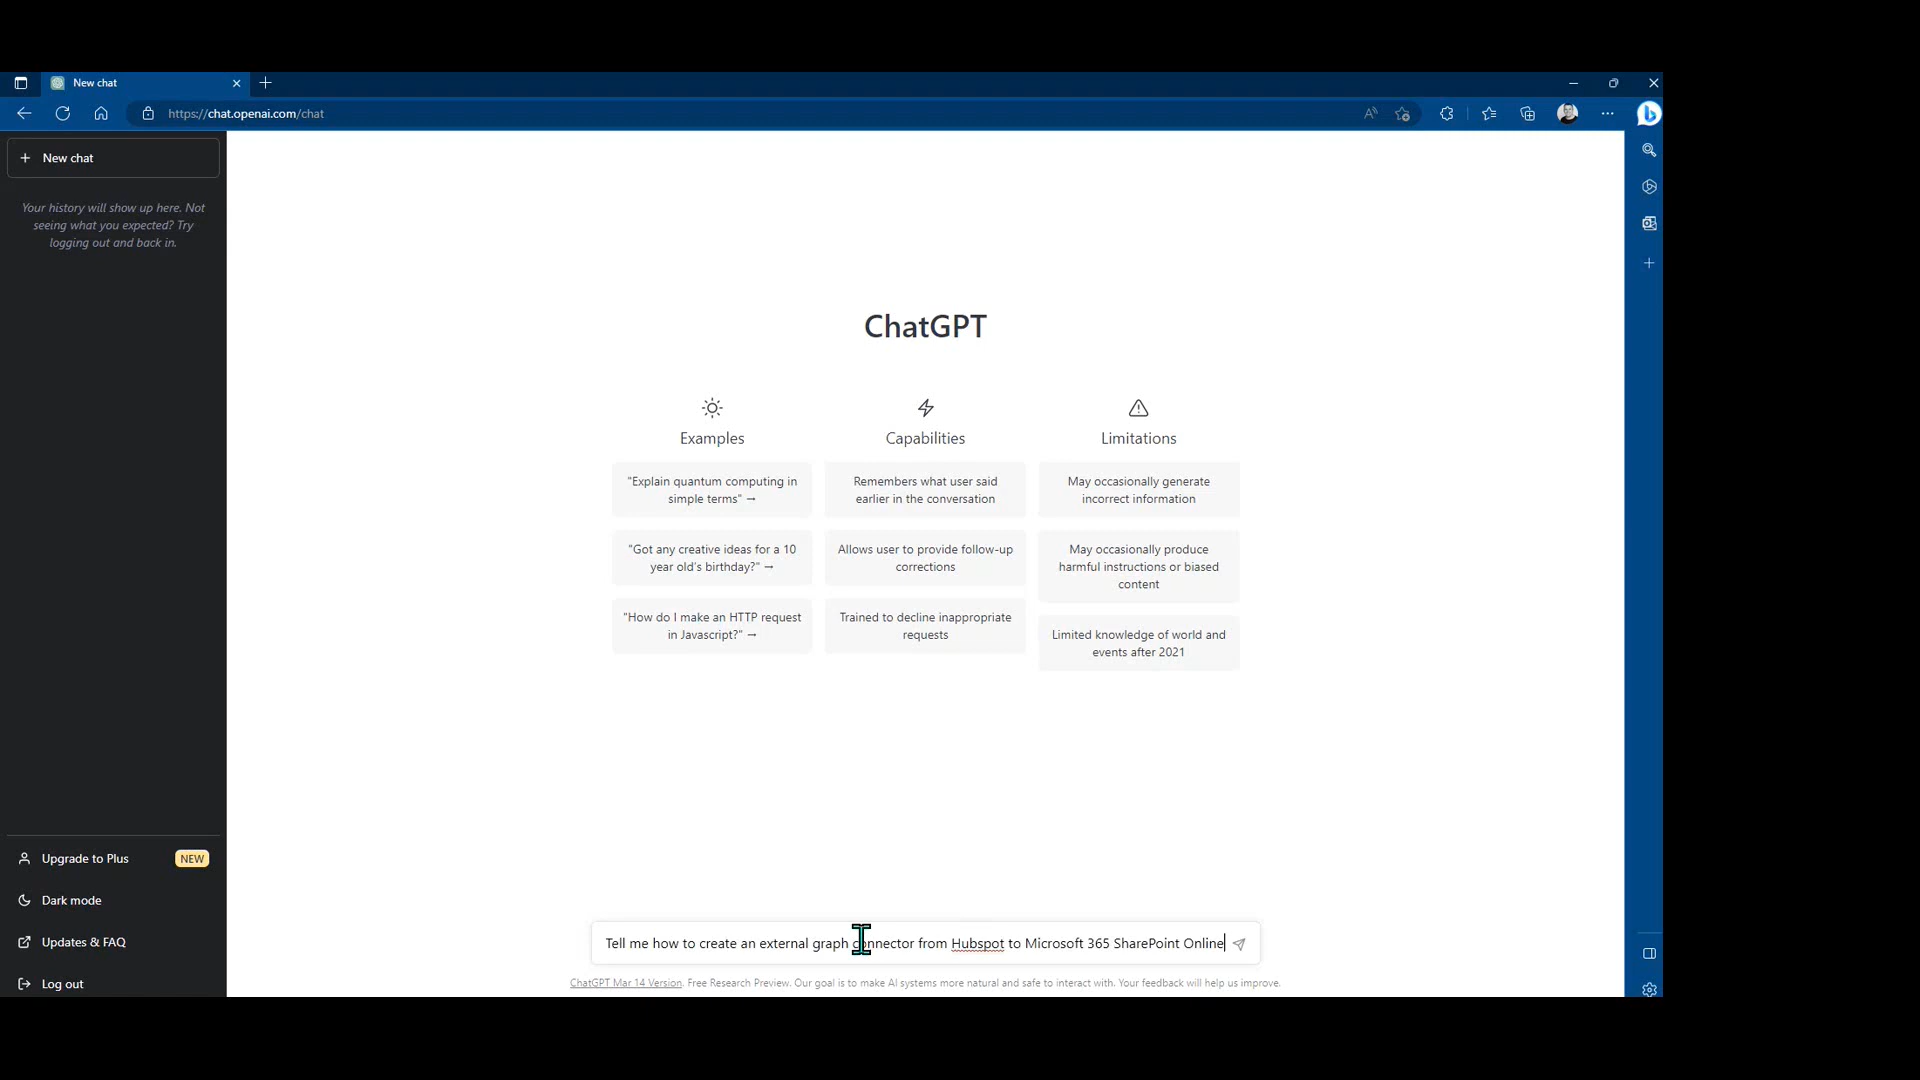 New chat
https://chat.openai.com/chat
New chat
Your history will show up here. Not
seeing what you expected? Try
logging out and back in.
ChatGPT
Examples
"Explain quantum computing in
simple terms" →
"Got any creative ideas for a 10
year old's birthday?" →
"How do I make an HTTP request
in Javascript?" →
Capabilities
Remembers what user said
earlier in the conversation
Allows user to provide follow-up
corrections
Trained to decline inappropriate
requests
Limitations
May occasionally generate
incorrect information
May occasionally produce
harmful instructions or biased
content
Limited knowledge of world and
events after 2021
Upgrade to Plus NEW
Dark mode
Updates & FAQ
Log out
Tell me how to create an external graph connector from Hubspot to Microsoft 365 SharePoint Online
ChatGPT Mar 14 Version. Free Research Preview. Our goal is to make AI systems more natural and safe to interact with. Your feedback will help us improve.